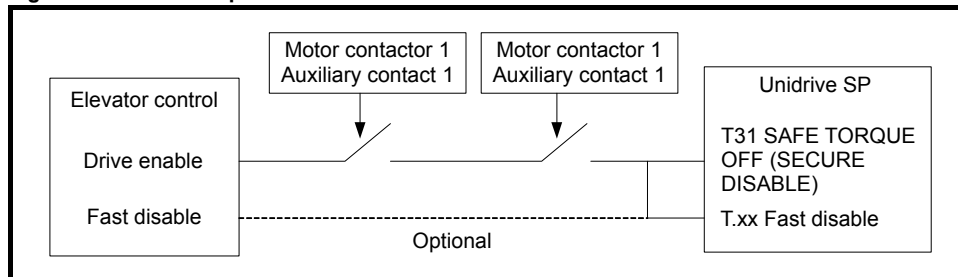 Motor contactor 1
Auxiliary contact 1
Motor contactor 1
Auxiliary contact 1
Elevator control
Drive enable
Fast disable
Optional
Unidrive SP
T31 SAFE TORQUE
OFF (SECURE
DISABLE)
T.xx Fast disable